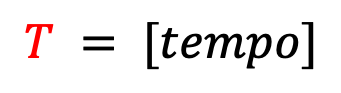 T = [tempo]